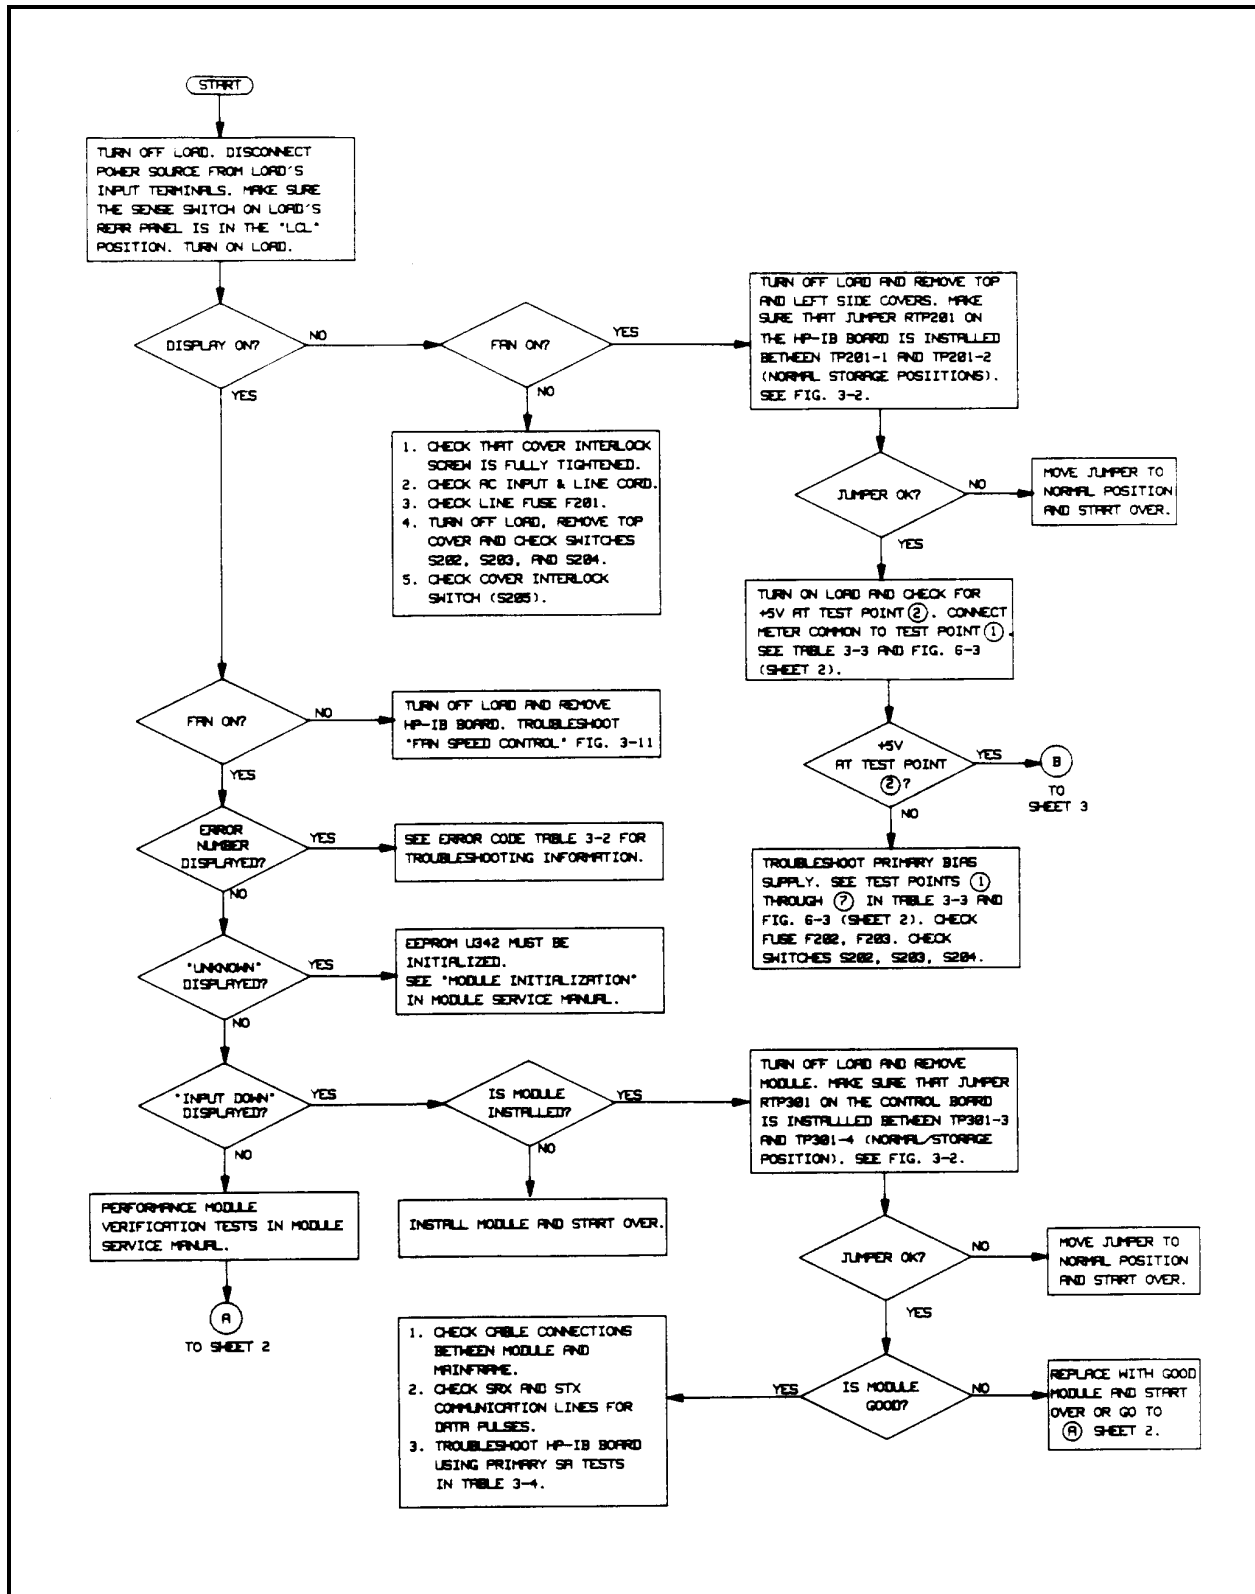 START
TURN OFF LOAD. DISCONNECT
POWER SOURCE FROM LOAD'S
INPUT TERMINALS. MAKE SURE
THE SENSE SWITCH ON LOAD'S
REAR PANEL IS IN THE "LCL"
POSITION. TURN ON LOAD.
DISPLAY ON?
NO
YES
FAN ON?
YES
NO
TURN OFF LOAD AND REMOVE TOP
AND LEFT SIDE COVERS. MAKE
SURE THAT JUMPER RTP201 ON
THE HP-IB BOARD IS INSTALLED
BETWEEN TP201-1 AND TP201-2
(NORMAL STORAGE POSIITIONS).
SEE FIG. 3-2.
1. CHECK THAT COVER INTERLOCK
SCREW IS FULLY TIGHTENED.
2. CHECK AC INPUT & LINE CORD.
3. CHECK LINE FUSE F201.
4. TURN OFF LOAD, REMOVE TOP
COVER AND CHECK SWITCHES
S202, S203, AND S204.
5. CHECK COVER INTERLOCK
SWITCH (S205).
JUMPER OK?
NO
YES
MOVE JUMPER TO
NORMAL POSITION
AND START OVER.
TURN ON LOAD AND CHECK FOR
+5V AT TEST POINT 2. CONNECT
METER COMMON TO TEST POINT 1.
SEE TABLE 3-3 AND FIG. 6-3
(SHEET 2).
FAN ON?
NO
YES
TURN OFF LOAD AND REMOVE
HP-IB BOARD. TROUBLESHOOT
"FAN SPEED CONTROL" FIG. 3-11
+5V
AT TEST POINT
2?
YES
NO
B
TO
SHEET 3
ERROR
NUMBER
DISPLAYED?
YES
NO
SEE ERROR CODE TABLE 3-2 FOR
TROUBLESHOOTING INFORMATION.
TROUBLESHOOT PRIMARY BIAS
SUPPLY. SEE TEST POINTS 1
THROUGH 7 IN TABLE 3-3 AND
FIG. 6-3 (SHEET 2). CHECK
FUSE F202, F203. CHECK
SWITCHES S202, S203, S204.
"UNKNOWN"
DISPLAYED?
YES
NO
EEPROM U342 MUST BE
INITIALIZED.
SEE "MODULE INITIALIZATION"
IN MODULE SERVICE MANUAL.
"INPUT DOWN"
DISPLAYED?
YES
NO
IS MODULE
INSTALLED?
YES
NO
TURN OFF LOAD AND REMOVE
MODULE. MAKE SURE THAT JUMPER
RTP301 ON THE CONTROL BOARD
IS INSTALLLED BETWEEN TP301-3
AND TP301-4 (NORMAL/STORAGE
POSITION). SEE FIG. 3-2.
PERFORMANCE MODULE
VERIFICATION TESTS IN MODULE
SERVICE MANUAL.
INSTALL MODULE AND START OVER.
A
TO SHEET 2
JUMPER OK?
NO
YES
MOVE JUMPER TO
NORMAL POSITION
AND START OVER.
1. CHECK CABLE CONNECTIONS
BETWEEN MODULE AND
MAINFRAME.
2. CHECK SRX AND STX
COMMUNICATION LINES FOR
DATA PULSES.
3. TROUBLESHOOT HP-IB BOARD
USING PRIMARY SA TESTS
IN TABLE 3-4.
YES
IS MODULE
GOOD?
NO
REPLACE WITH GOOD
MODULE AND START
OVER OR GO TO
A SHEET 2.